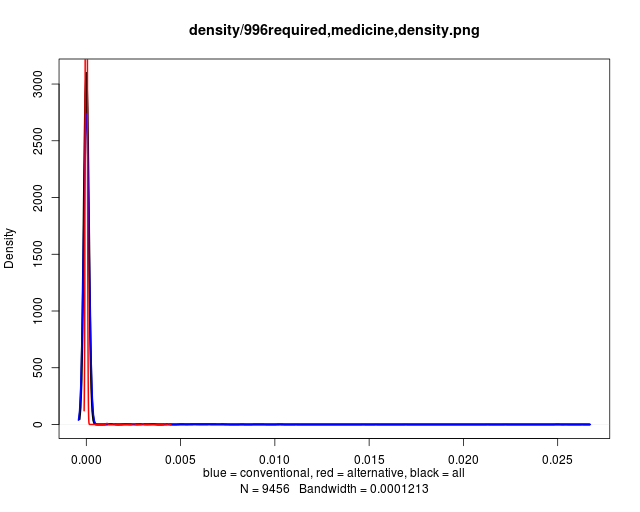 density/996required,medicine,density.png
3000
2500
2000
1500
1000
500
0
Density
0.000 0.005 0.010 0.015 0.020 0.025
blue = conventional, red = alternative, black = all
N = 9456 Bandwidth = 0.0001213